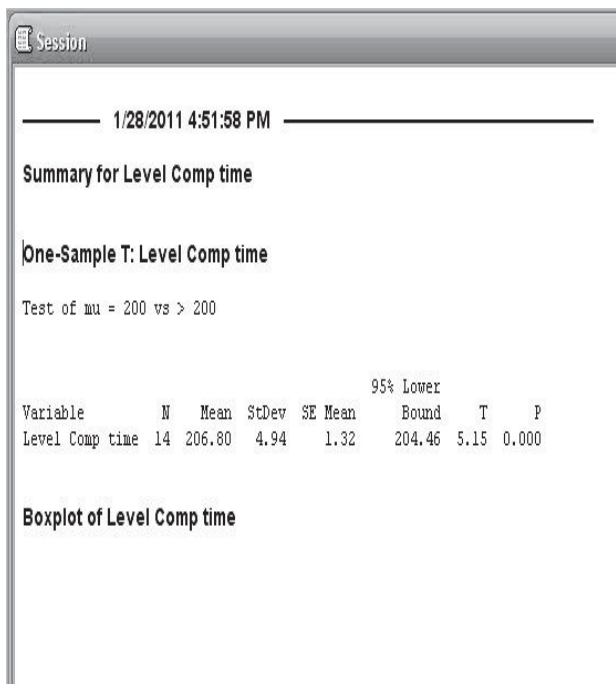 Session
1/28/2011 4:51:58 PM
Summary for Level Comp time
One-Sample T: Level Comp time
Test of mu = 200 vs > 200
95% Lower
Variable N Mean StDev SE Mean Bound T P
Level Comp time 14 206.80 4.94 1.32 204.46 5.15 0.000
Boxplot of Level Comp time